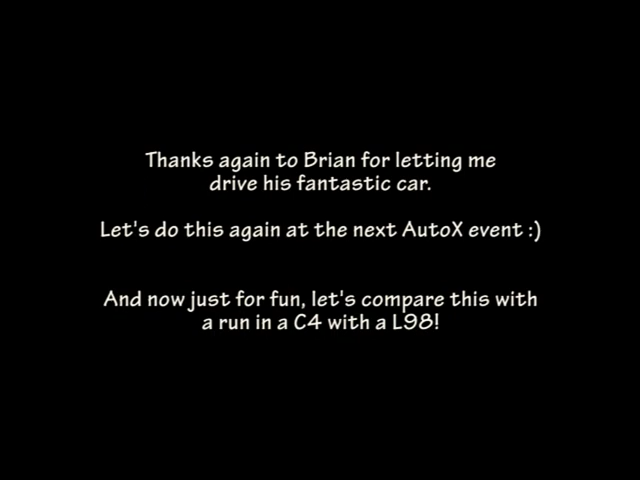 Thanks again to Brian for letting me
drive his fantastic car.
Let's do this again at the next AutoX event :)
And now just for fun, let's compare this with
a run in a C4 with a L98!